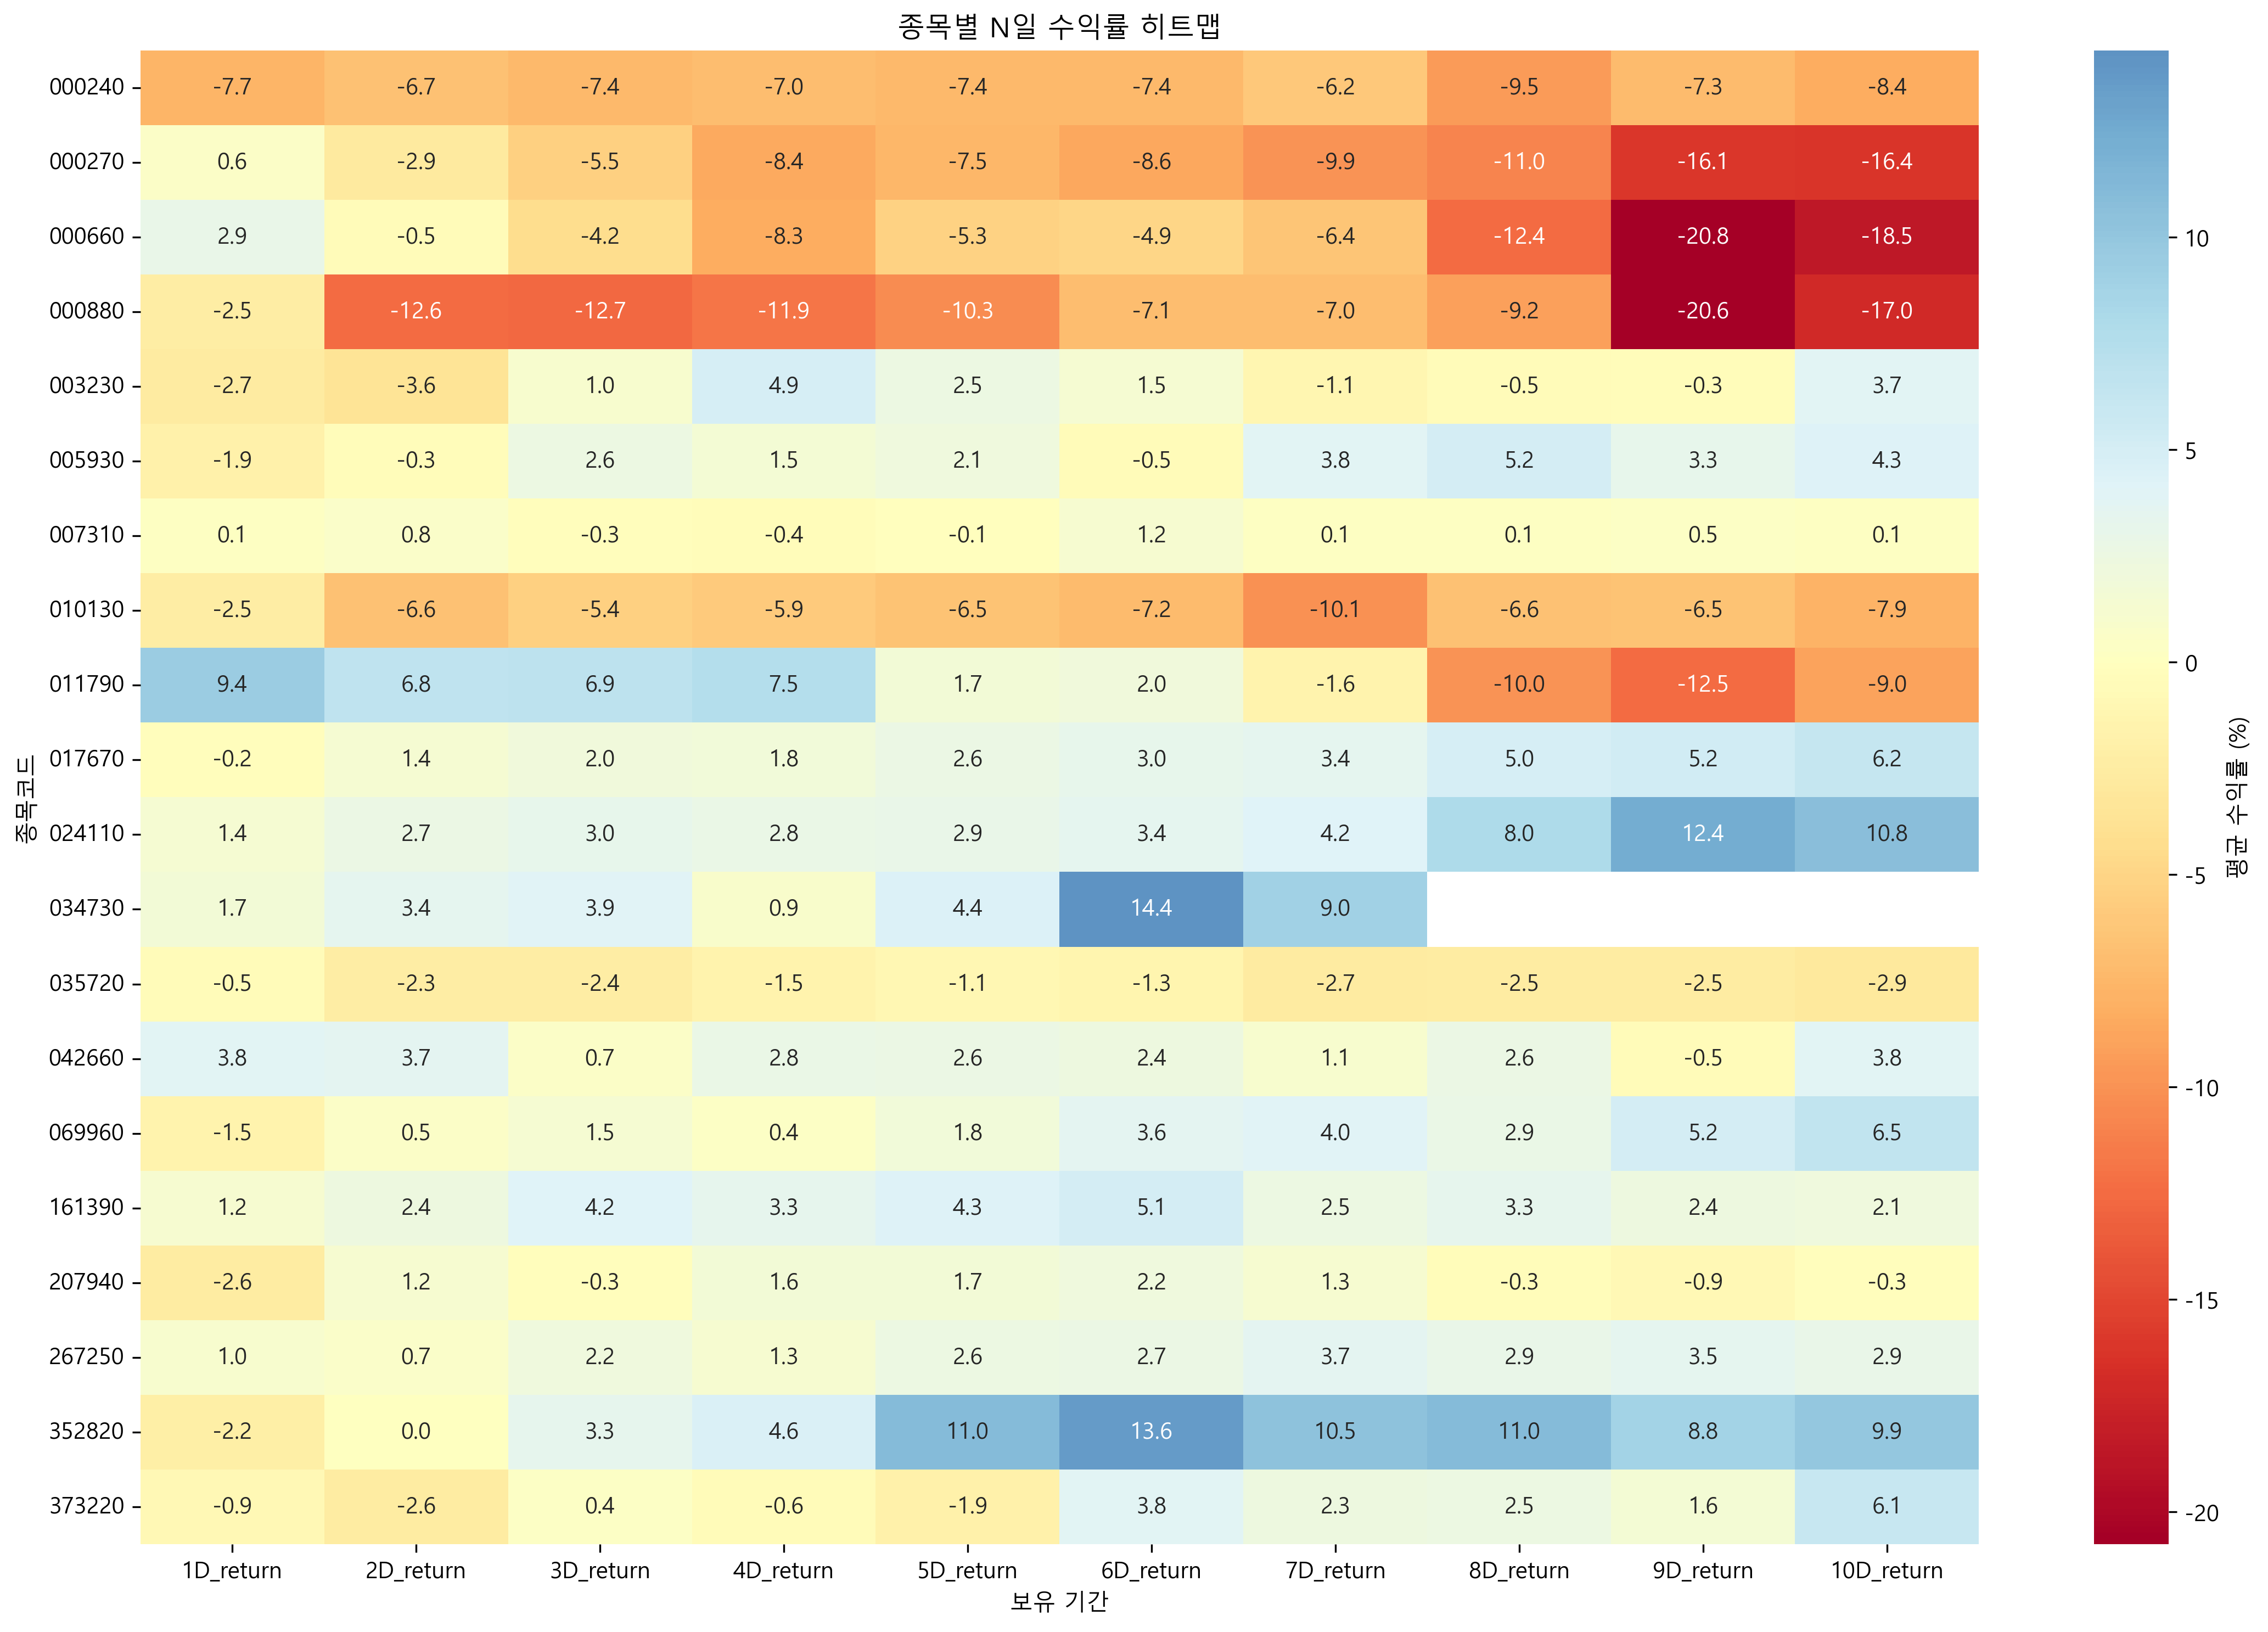 종목별 N일 수익률 히트맵
000240 -7.7 -6.7 -7.4 -7.0 -7.4 -7.4 -6.2 -9.5 -7.3 -8.4
000270 0.6 -2.9 -5.5 -8.4 -7.5 -8.6 -9.9 -11.0 -16.1 -16.4
000660 2.9 -0.5 -4.2 -8.3 -5.3 -4.9 -6.4 -12.4 -20.8 -18.5
000880 -2.5 -12.6 -12.7 -11.9 -10.3 -7.1 -7.0 -9.2 -20.6 -17.0
003230 -2.7 -3.6 1.0 4.9 2.5 1.5 -1.1 -0.5 -0.3 3.7
005930 -1.9 -0.3 2.6 1.5 2.1 -0.5 3.8 5.2 3.3 4.3
007310 0.1 0.8 -0.3 -0.4 -0.1 1.2 0.1 0.1 0.5 0.1
010130 -2.5 -6.6 -5.4 -5.9 -6.5 -7.2 -10.1 -6.6 -6.5 -7.9
011790 9.4 6.8 6.9 7.5 1.7 2.0 -1.6 -10.0 -12.5 -9.0
017670 -0.2 1.4 2.0 1.8 2.6 3.0 3.4 5.0 5.2 6.2
024110 1.4 2.7 3.0 2.8 2.9 3.4 4.2 8.0 12.4 10.8
034730 1.7 3.4 3.9 0.9 4.4 14.4 9.0
035720 -0.5 -2.3 -2.4 -1.5 -1.1 -1.3 -2.7 -2.5 -2.5 -2.9
042660 3.8 3.7 0.7 2.8 2.6 2.4 1.1 2.6 -0.5 3.8
069960 -1.5 0.5 1.5 0.4 1.8 3.6 4.0 2.9 5.2 6.5
161390 1.2 2.4 4.2 3.3 4.3 5.1 2.5 3.3 2.4 2.1
207940 -2.6 1.2 -0.3 1.6 1.7 2.2 1.3 -0.3 -0.9 -0.3
267250 1.0 0.7 2.2 1.3 2.6 2.7 3.7 2.9 3.5 2.9
352820 -2.2 0.0 3.3 4.6 11.0 13.6 10.5 11.0 8.8 9.9
373220 -0.9 -2.6 0.4 -0.6 -1.9 3.8 2.3 2.5 1.6 6.1
1D_return 2D_return 3D_return 4D_return 5D_return 6D_return 7D_return 8D_return 9D_return 10D_return
보유 기간
종목코드
10
5
0
-5
-10
-15
-20
평균 수익률 (%)